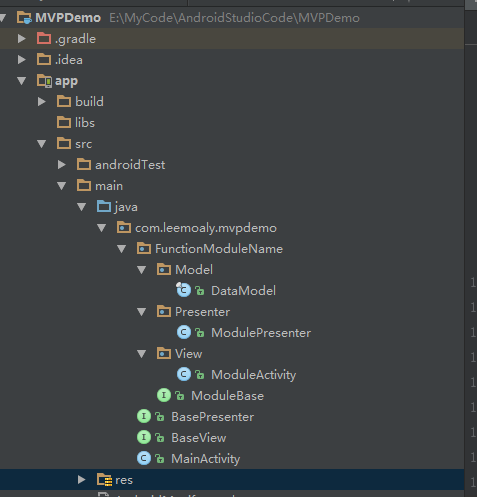 MVPDemo E:\MyCode\AndroidStudioCode\MVPDemo
.gradle
.idea
app
build
libs
src
androidTest
main
java
com.leemoaly.mvpdemo
FunctionModuleName
Model
C DataModel
Presenter
C ModulePresenter
View
C ModuleActivity
I ModuleBase
I BasePresenter
I BaseView
C MainActivity
res